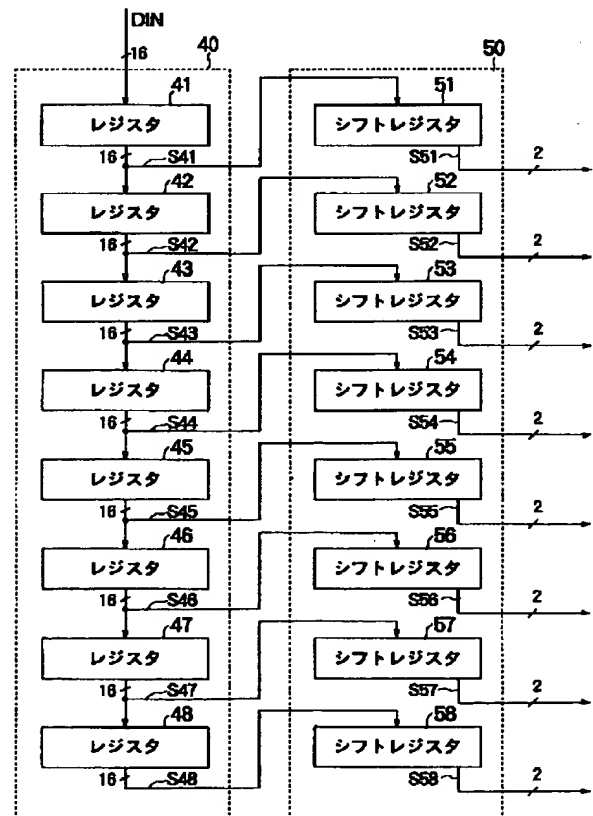 DIN
16
40
50
41
51
レジスタ
シフトレジスタ
16
S41
S51
2
42
52
レジスタ
シフトレジスタ
16
S42
S52
2
43
53
レジスタ
シフトレジスタ
16
S43
S53
2
44
54
レジスタ
シフトレジスタ
16
S44
S54
2
45
55
レジスタ
シフトレジスタ
16
S45
S55
2
46
56
レジスタ
シフトレジスタ
16
S46
S56
2
47
57
レジスタ
シフトレジスタ
16
S47
S57
2
48
58
レジスタ
シフトレジスタ
16
S48
S58
2